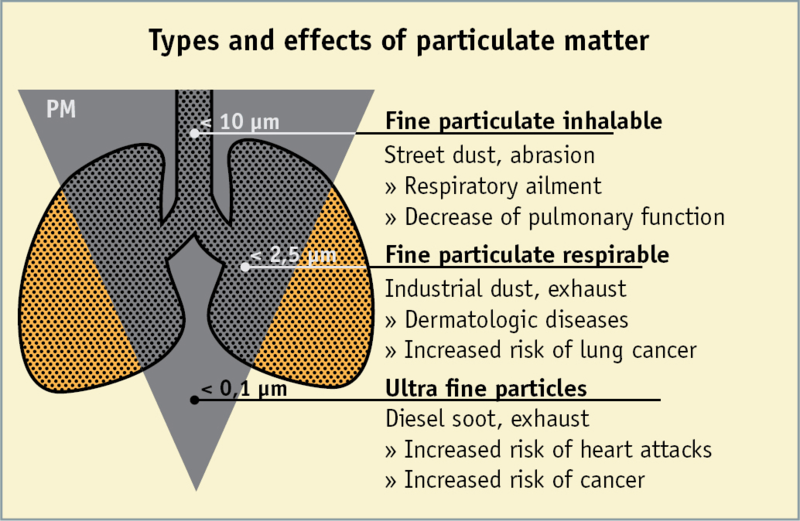 Types and effects of particulate matter
PM
< 10 µm
Fine particulate inhalable
Street dust, abrasion
» Respiratory ailment
» Decrease of pulmonary function
< 2,5 µm
Fine particulate respirable
Industrial dust, exhaust
» Dermatologic diseases
» Increased risk of lung cancer
< 0,1 µm
Ultra fine particles
Diesel soot, exhaust
» Increased risk of heart attacks
» Increased risk of cancer